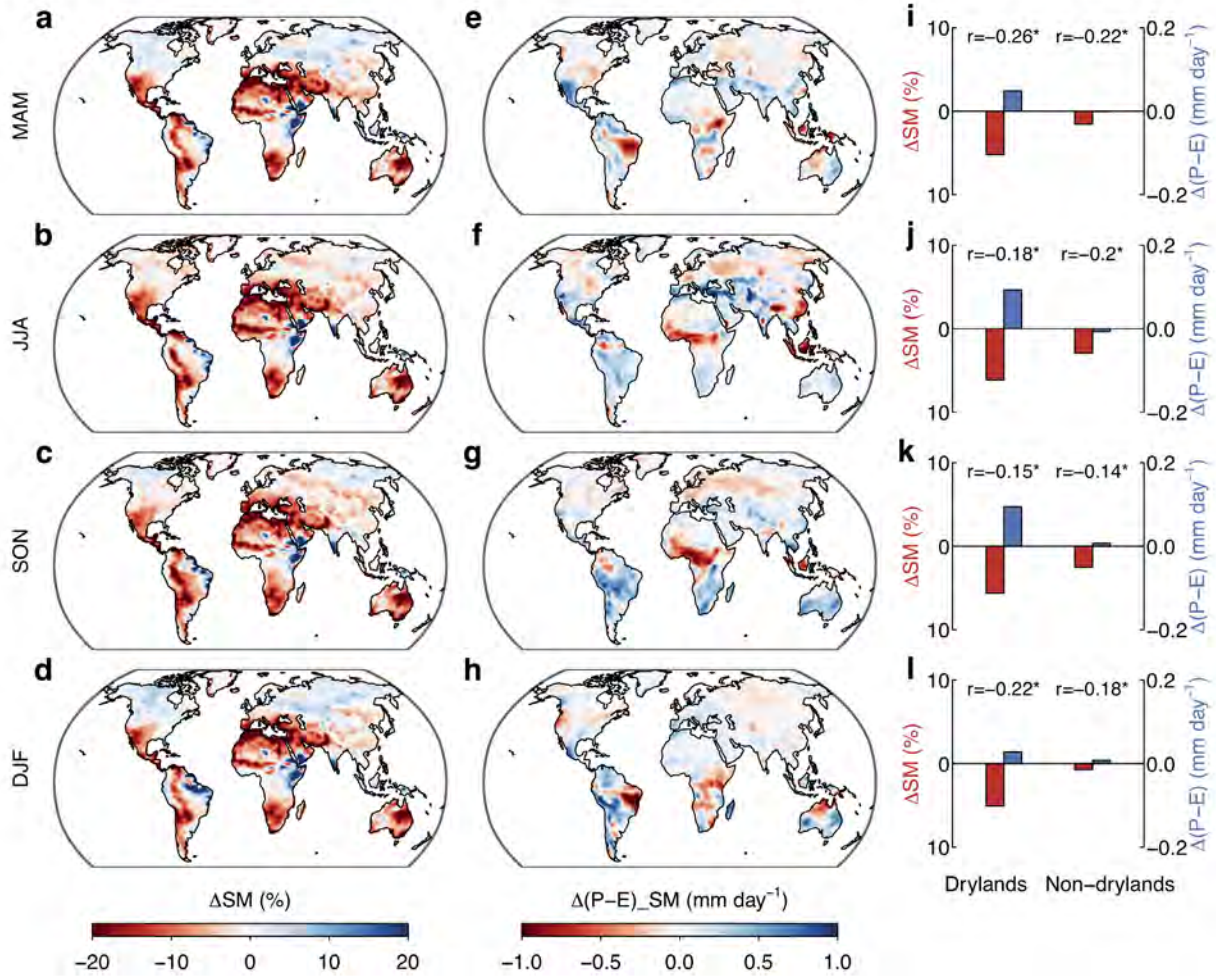 a
e
i
10
0.2
r=−0.26*
r=−0.22*
MAM
ΔSM (%)
0
0.0
Δ(P−E) (mm day−1)
10
−0.2
b
f
j
10
0.2
r=−0.18*
r=−0.2*
JJA
ΔSM (%)
0
0.0
Δ(P−E) (mm day−1)
10
−0.2
c
g
k
10
0.2
r=−0.15*
r=−0.14*
SON
ΔSM (%)
0
0.0
Δ(P−E) (mm day−1)
10
−0.2
d
h
l
10
0.2
r=−0.22*
r=−0.18*
DJF
ΔSM (%)
0
0.0
Δ(P−E) (mm day−1)
10
−0.2
Drylands Non−drylands
ΔSM (%)
−20 −10 0 10 20
Δ(P−E)_SM (mm day−1)
−1.0 −0.5 0.0 0.5 1.0